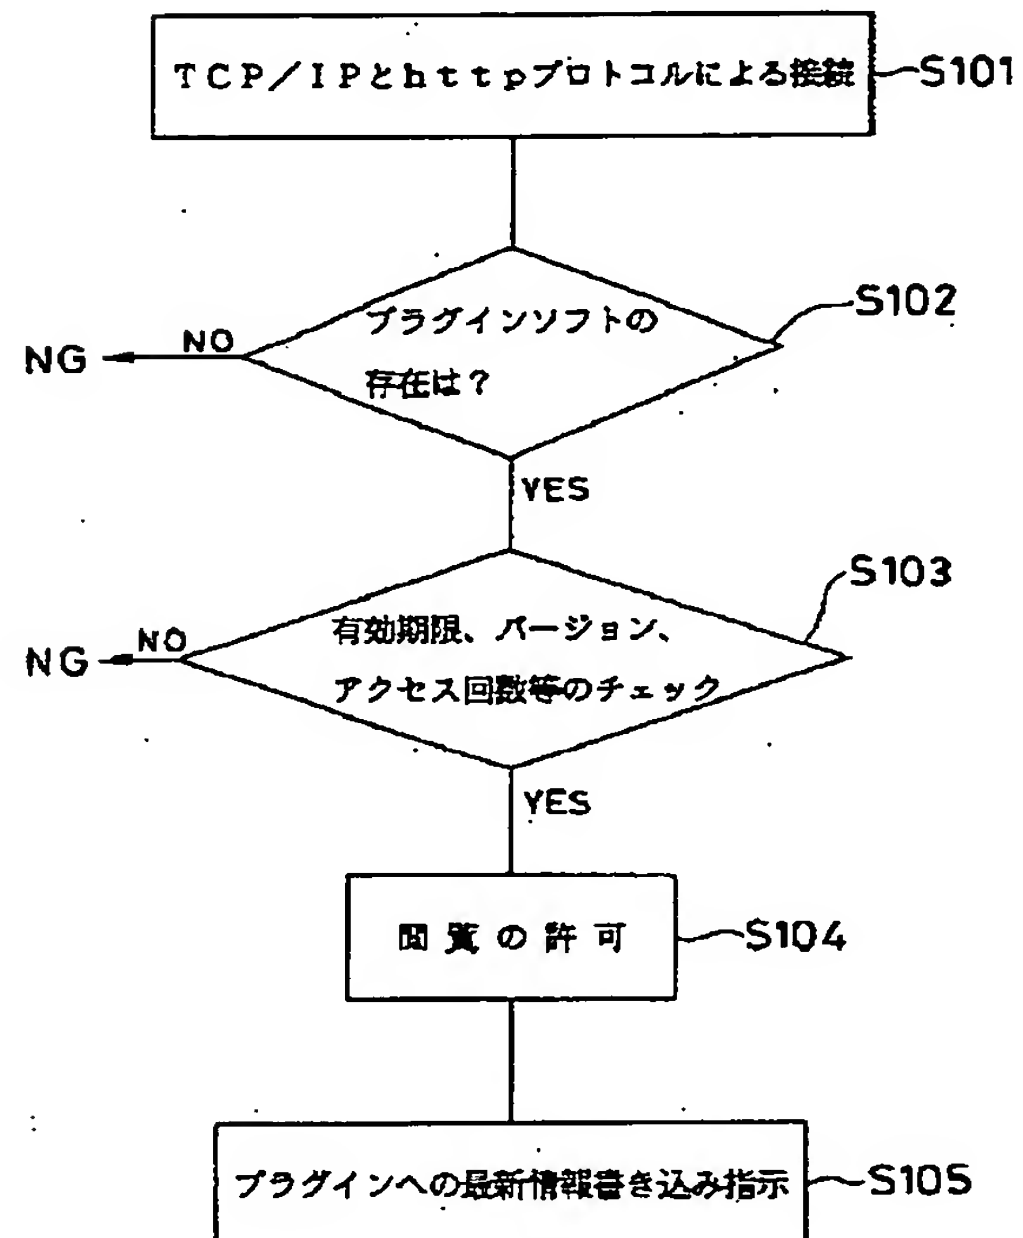 TCP/IPとhttpプロトコルによる接続
S101
プラグインソフトの
存在は？
S102
NO
NG
YES
有効期限、バージョン、
アクセス回数等のチェック
S103
NO
NG
YES
閲覧の許可
S104
プラグインへの最新情報書き込み指示
S105